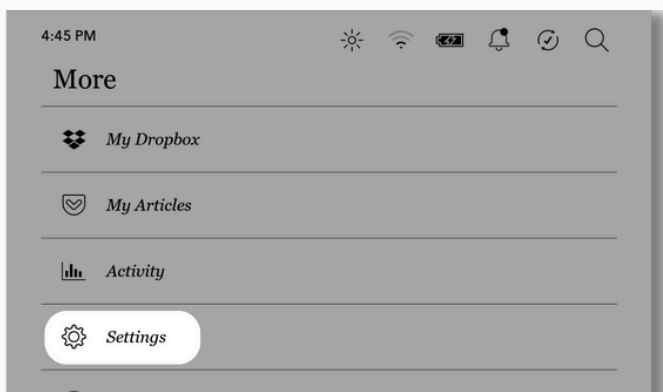 4:45 PM
More
My Dropbox
My Articles
Activity
Settings